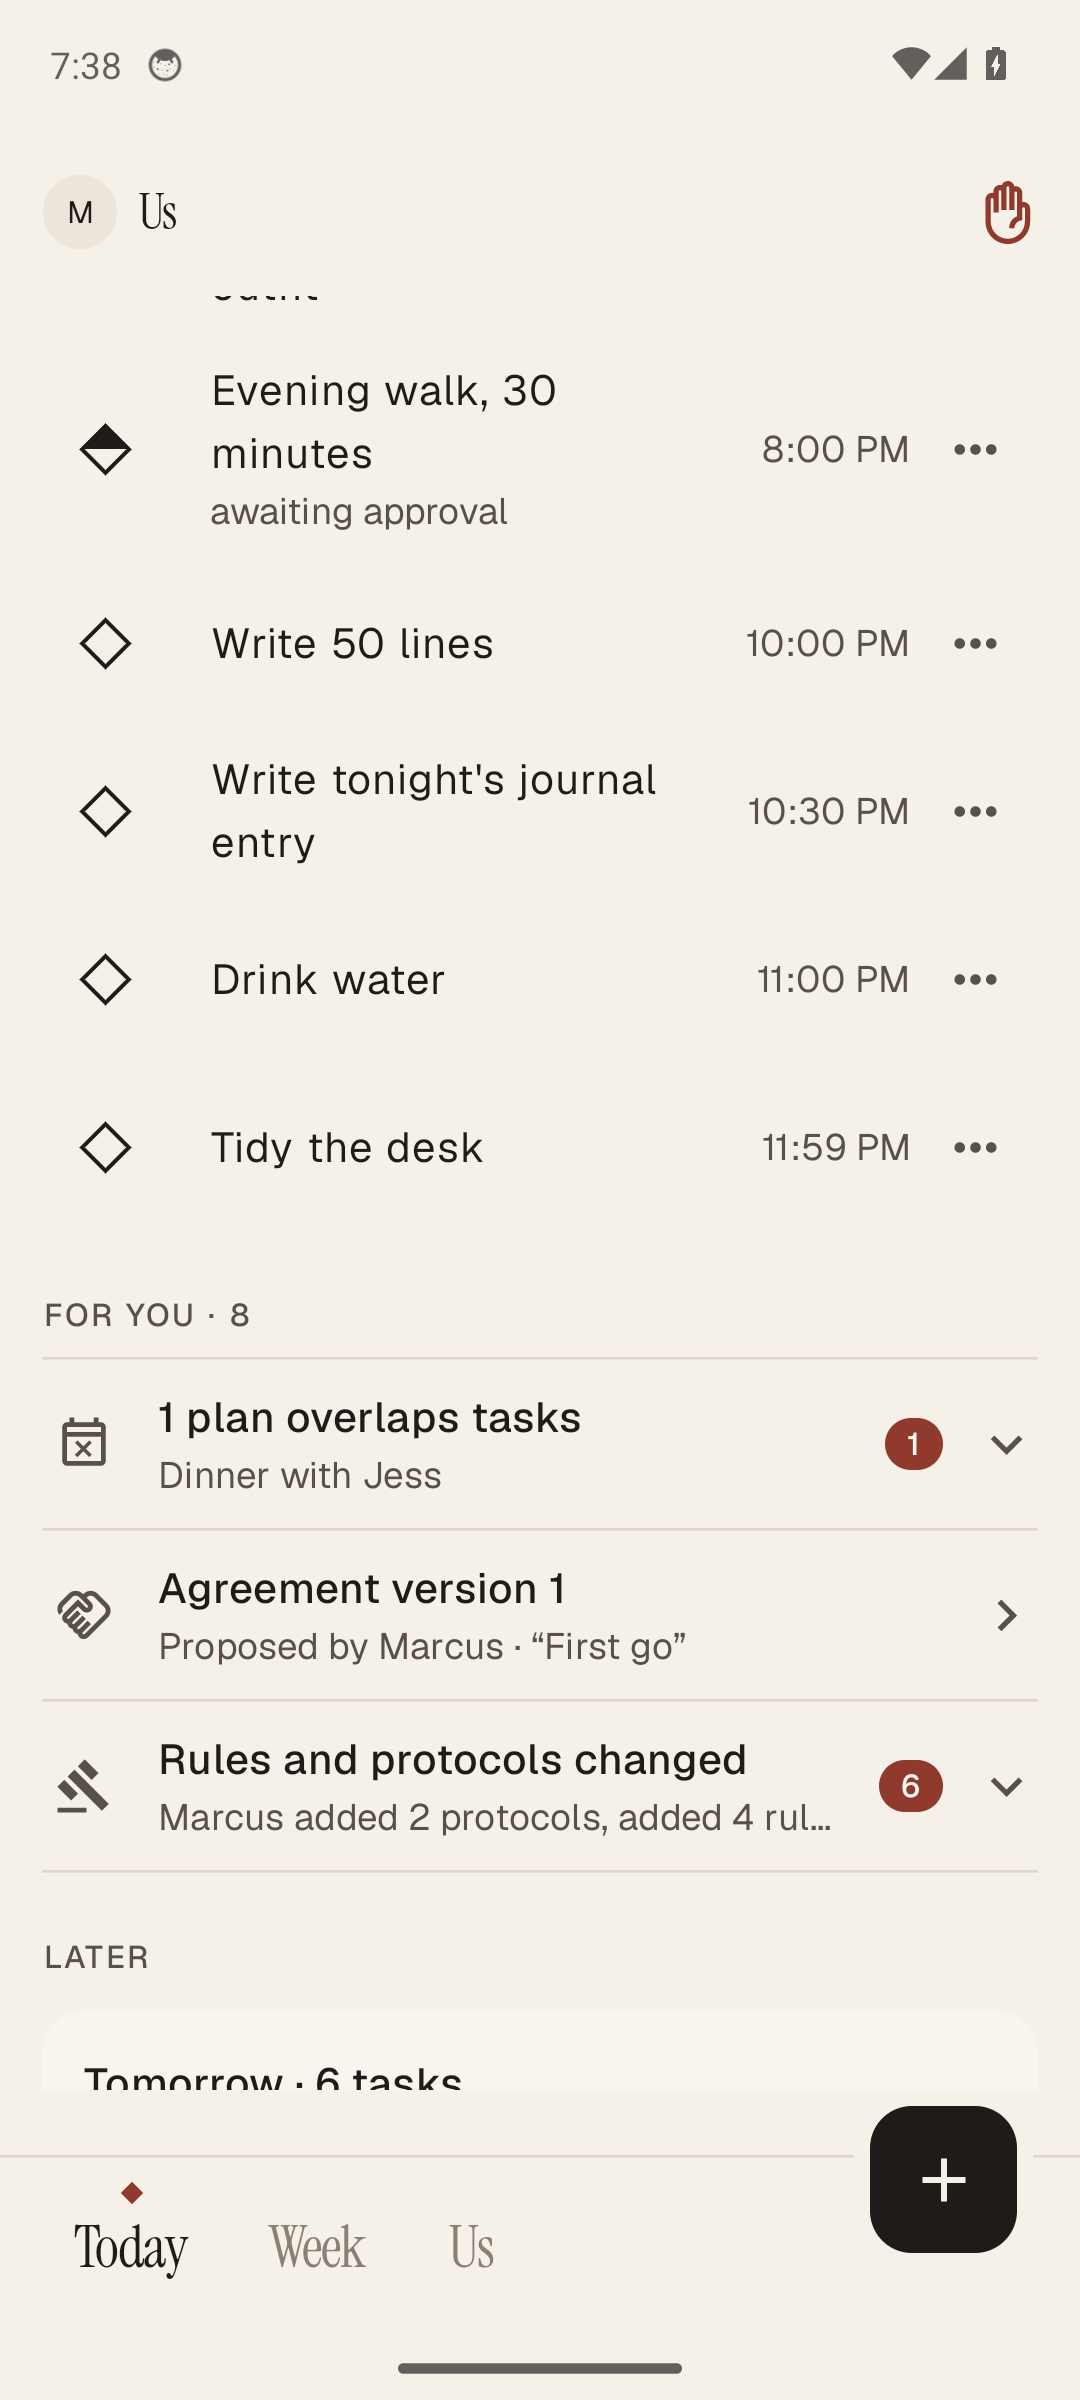 7:38
M
Us
Evening walk, 30
minutes
8:00 PM
awaiting approval
Write 50 lines
10:00 PM
Write tonight's journal
entry
10:30 PM
Drink water
11:00 PM
Tidy the desk
11:59 PM
FOR YOU · 8
1 plan overlaps tasks
Dinner with Jess
1
Agreement version 1
Proposed by Marcus · “First go”
Rules and protocols changed
Marcus added 2 protocols, added 4 rul...
6
LATER
Tomorrow · 6 tasks
Today
Week
Us